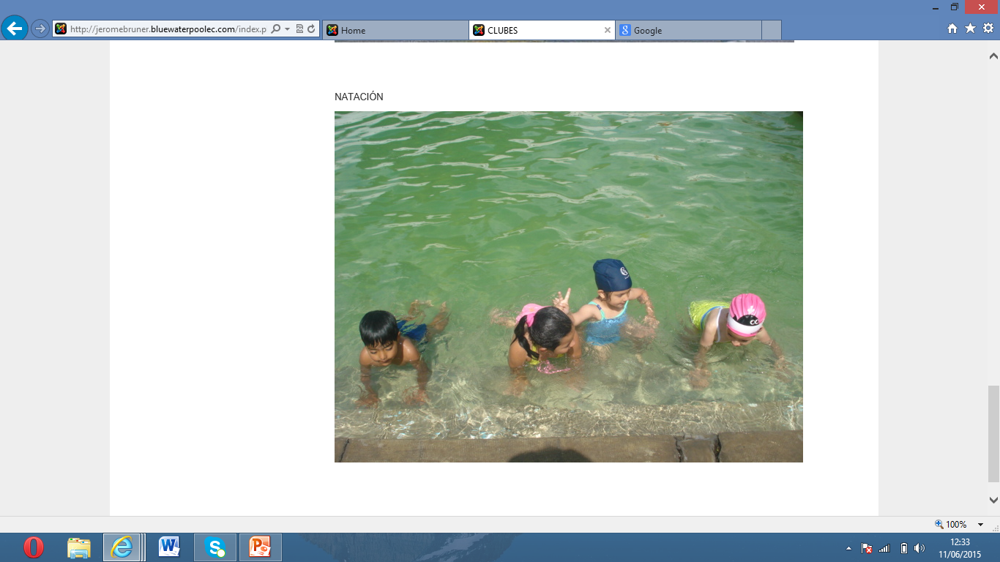 http://jeromebruner.bluewaterpoolec.com/index.p
Home
CLUBES
Google
NATACIÓN
100%
12:33
11/06/2015